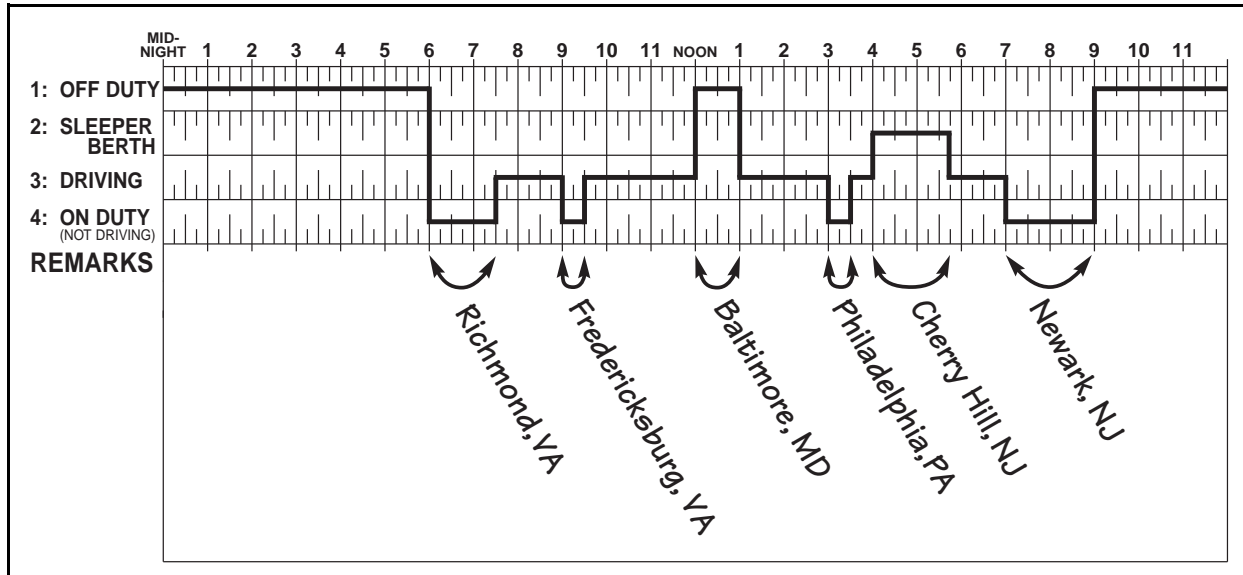 MID-
NIGHT 1 2 3 4 5 6 7 8 9 10 11 NOON 1 2 3 4 5 6 7 8 9 10 11
1: OFF DUTY
2: SLEEPER
BERTH
3: DRIVING
4: ON DUTY
(NOT DRIVING)
REMARKS
Richmond, VA
Fredericksburg, VA
Baltimore, MD
Philadelphia, PA
Cherry Hill, NJ
Newark, NJ